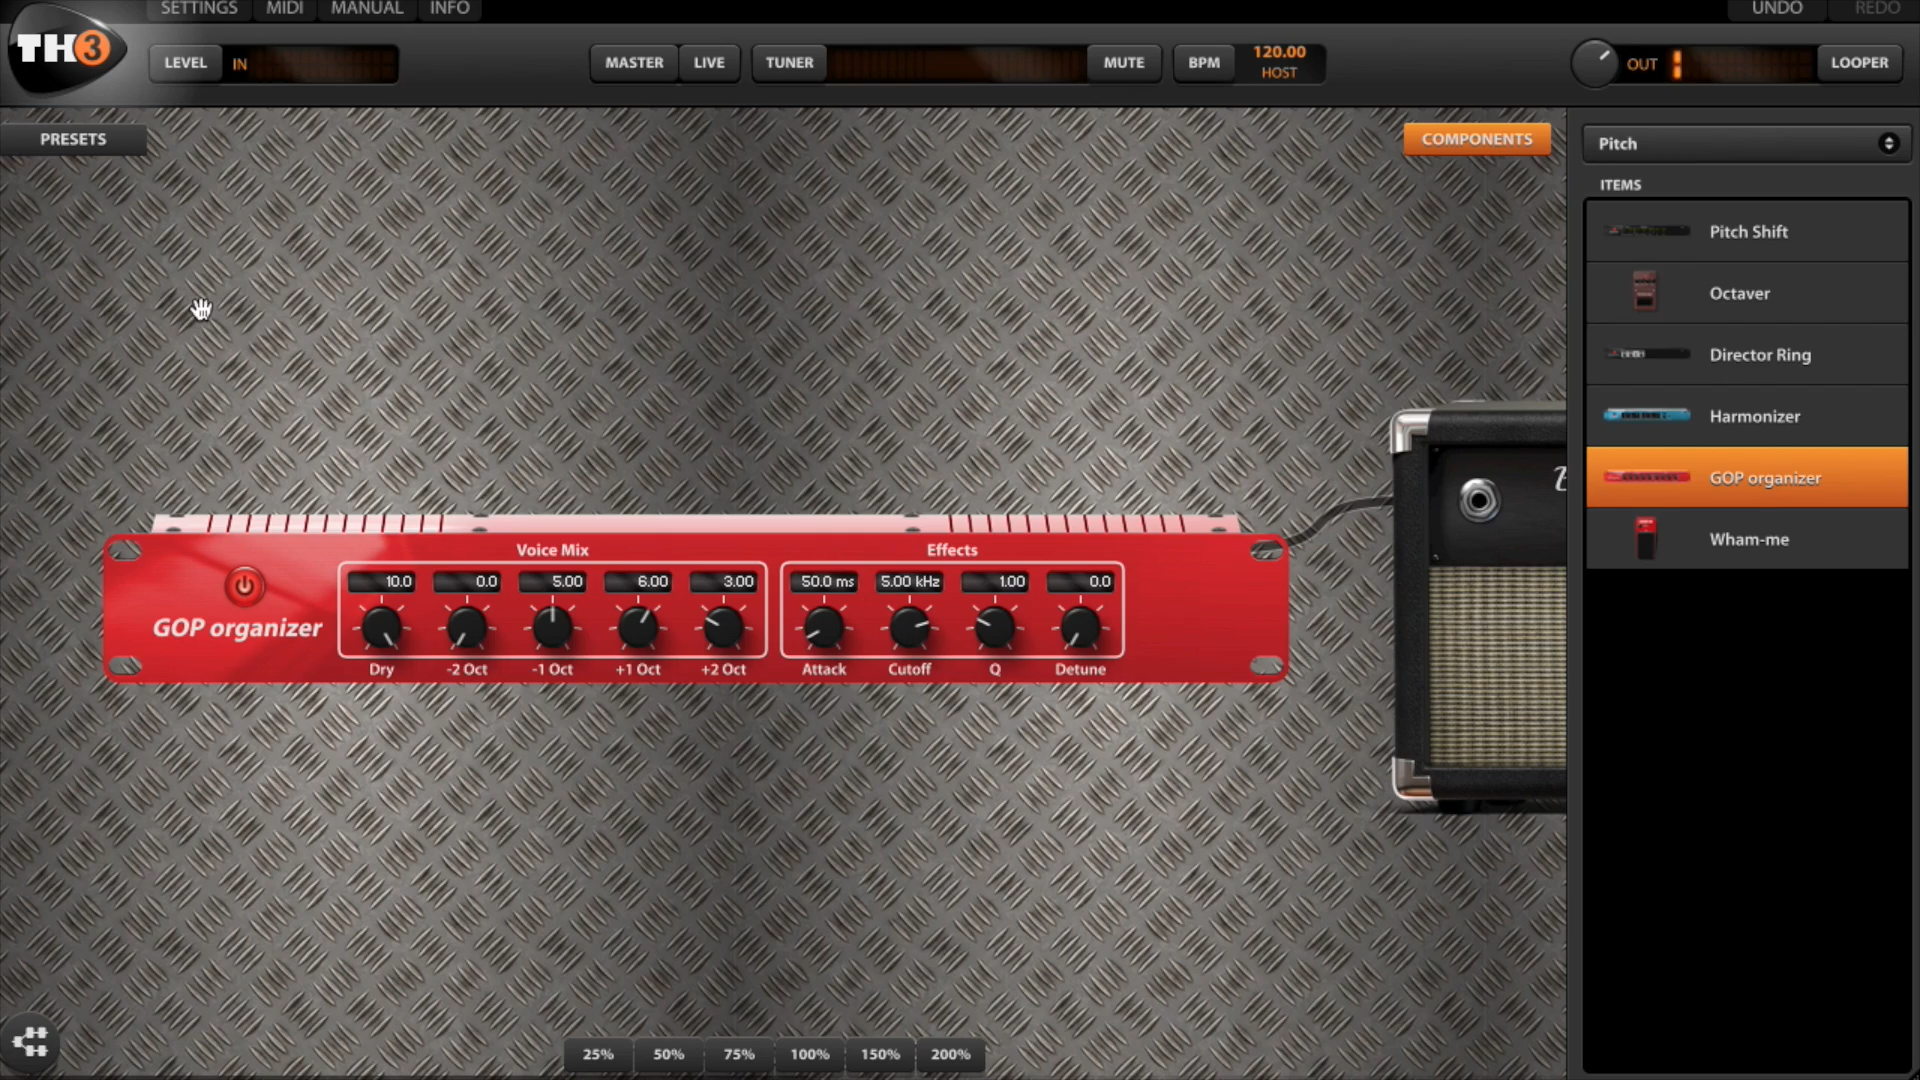 SETTINGS MIDI MANUAL INFO UNDO REDO
TH3 LEVEL IN MASTER LIVE TUNER MUTE BPM 120.00 HOST OUT LOOPER
PRESETS COMPONENTS Pitch
ITEMS
Pitch Shift
Octaver
Director Ring
Harmonizer
GOP organizer
Wham-me
Voice Mix Effects
10.0 0.0 5.00 6.00 3.00 50.0 ms 5.00 kHz 1.00 0.0
GOP organizer
Dry -2 Oct -1 Oct +1 Oct +2 Oct Attack Cutoff Q Detune
25% 50% 75% 100% 150% 200%